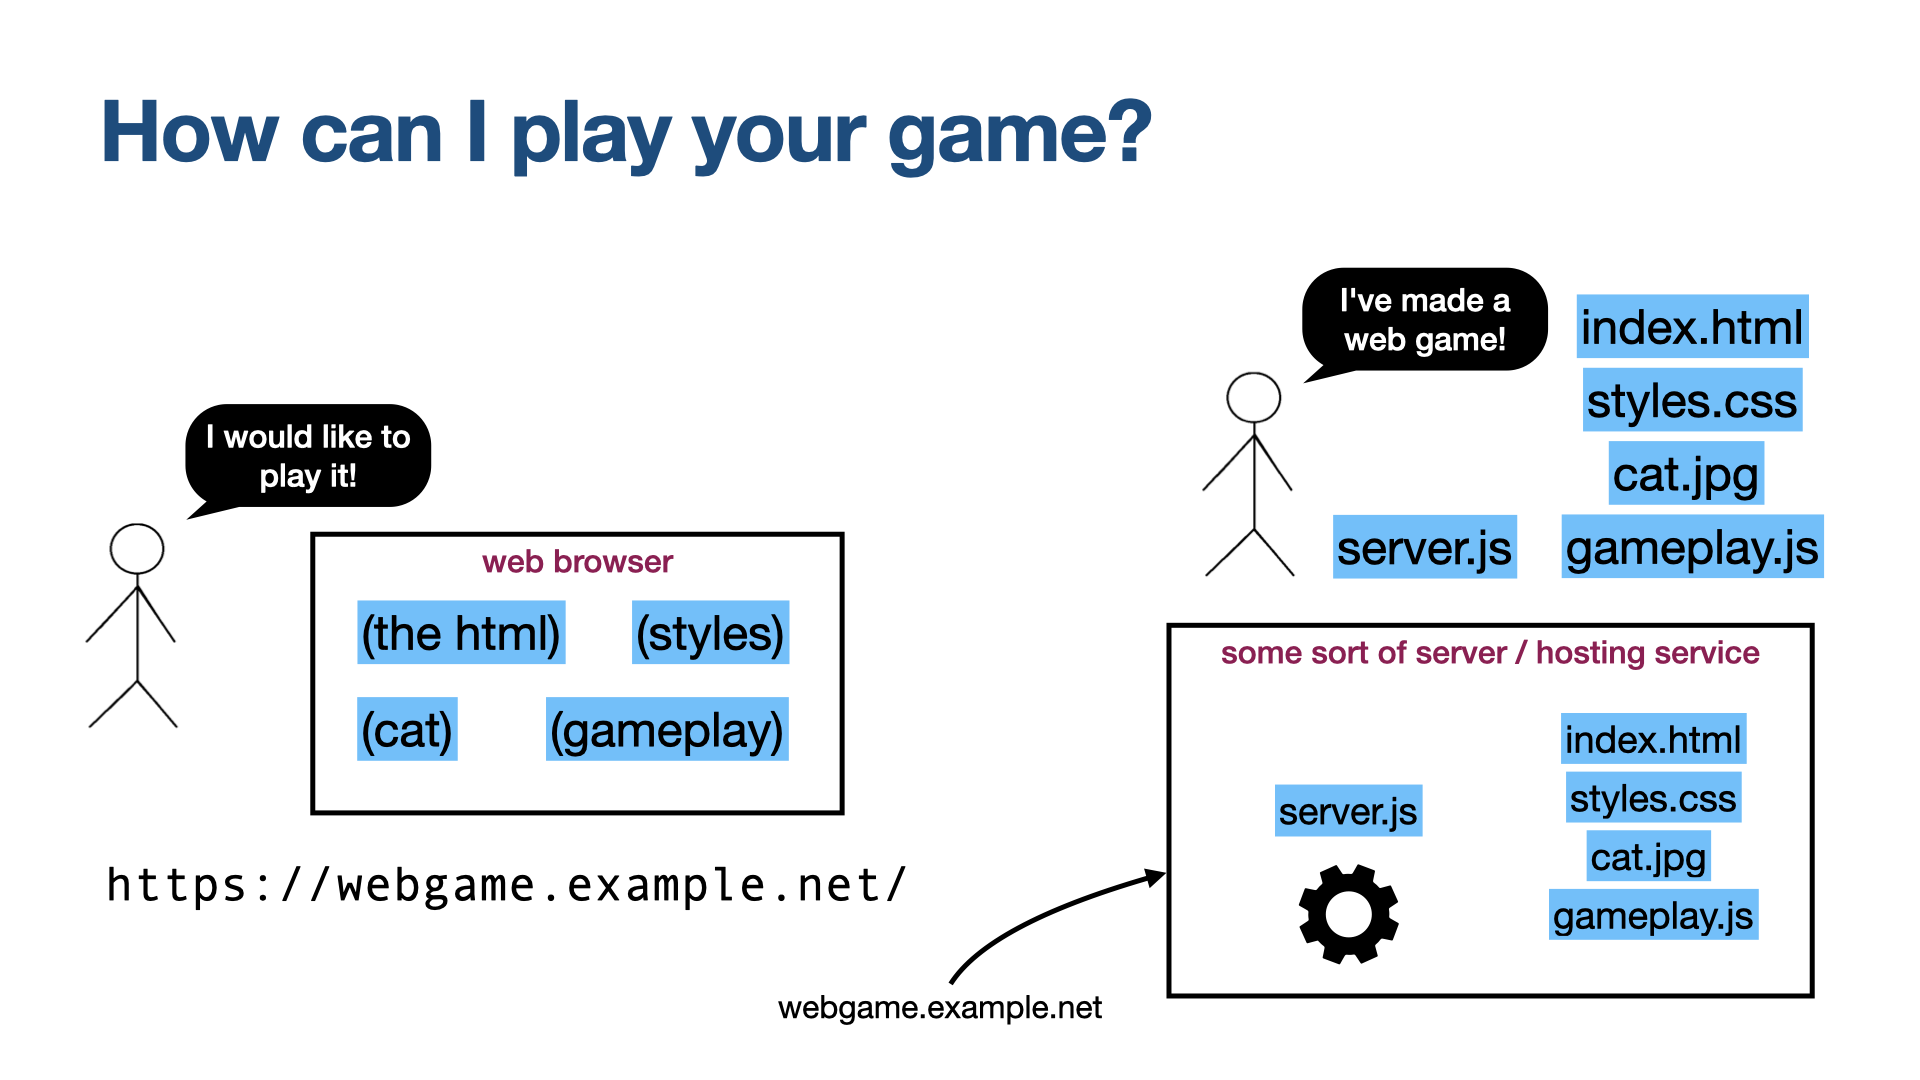 How can I play your game?
I've made a
web game!
index.html
styles.css
cat.jpg
server.js
gameplay.js
I would like to
play it!
web browser
(the html)
(styles)
(cat)
(gameplay)
https://webgame.example.net/
some sort of server / hosting service
server.js
index.html
styles.css
cat.jpg
gameplay.js
webgame.example.net